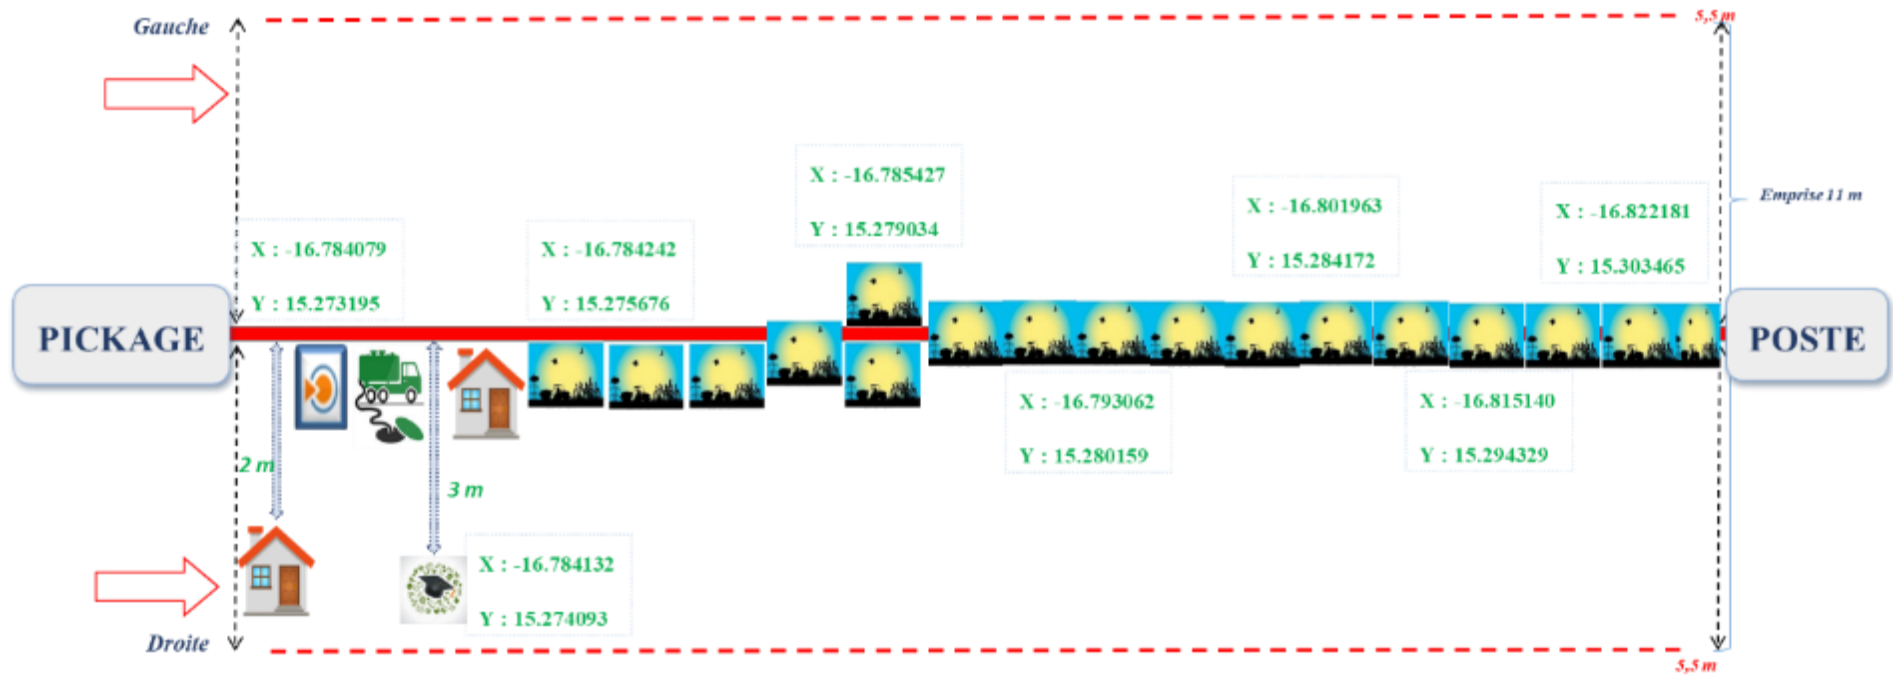 5,5 m
Gauche
X : -16.785427
Y : 15.279034
X : -16.801963
Y : 15.284172
X : -16.822181
Y : 15.303465
Emprise 11 m
X : -16.784079
Y : 15.273195
X : -16.784242
Y : 15.275676
PICKAGE
POSTE
X : -16.793062
Y : 15.280159
X : -16.815140
Y : 15.294329
2 m
3 m
X : -16.784132
Y : 15.274093
Droite
5,5 m